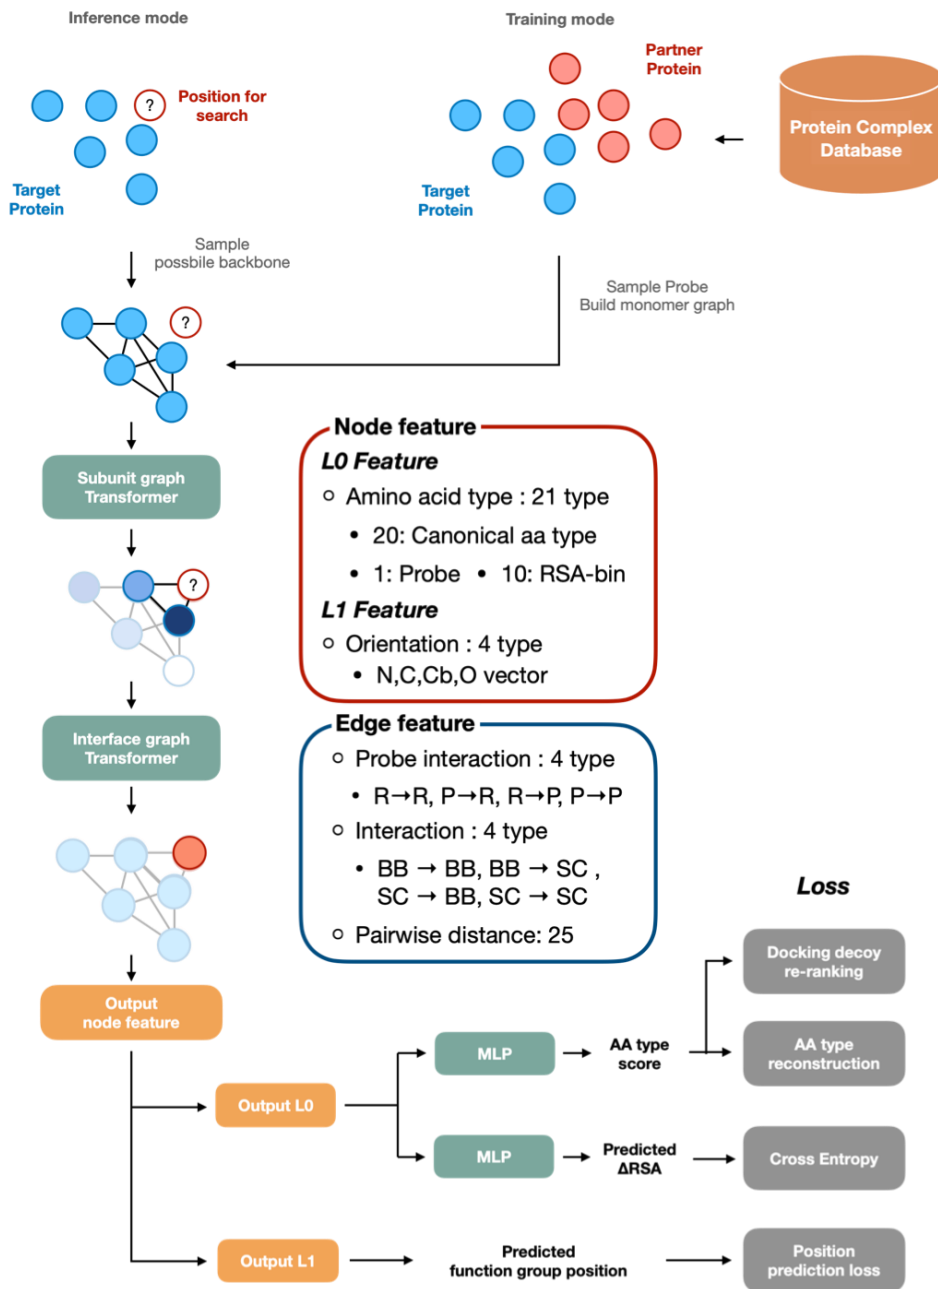 Inference mode
Training mode
Partner
Protein
?
Position for
search
Protein Complex
Database
Target
Protein
Target
Protein
Sample
possbile backbone
Sample Probe
Build monomer graph
?
Node feature
L0 Feature
Amino acid type : 21 type
• 20: Canonical aa type
• 1: Probe • 10: RSA-bin
L1 Feature
Orientation : 4 type
• N,C,Cb,O vector
Subunit graph
Transformer
?
Interface graph
Transformer
Edge feature
Probe interaction : 4 type
• R→R, P→R, R→P, P→P
Interaction : 4 type
• BB → BB, BB → SC ,
SC → BB, SC → SC
Pairwise distance: 25
Loss
Output
node feature
Docking decoy
re-ranking
MLP
AA type
score
AA type
reconstruction
Output L0
MLP
Predicted
ΔRSA
Cross Entropy
Output L1
Predicted
function group position
Position
prediction loss